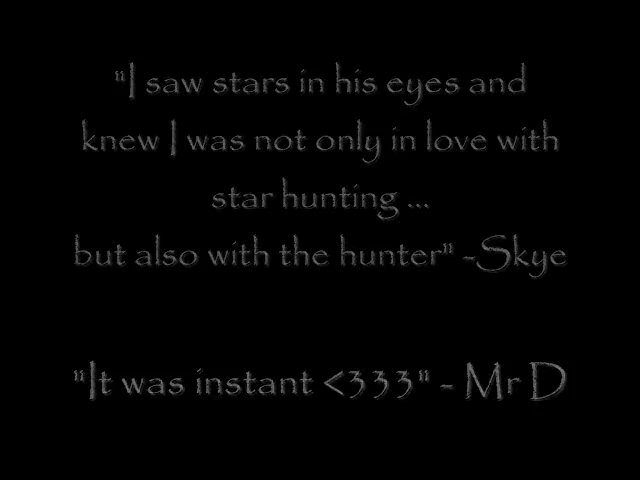 "I saw stars in his eyes and
knew I was not only in love with
star hunting ...
but also with the hunter" -Skye
"It was instant <333" - Mr D